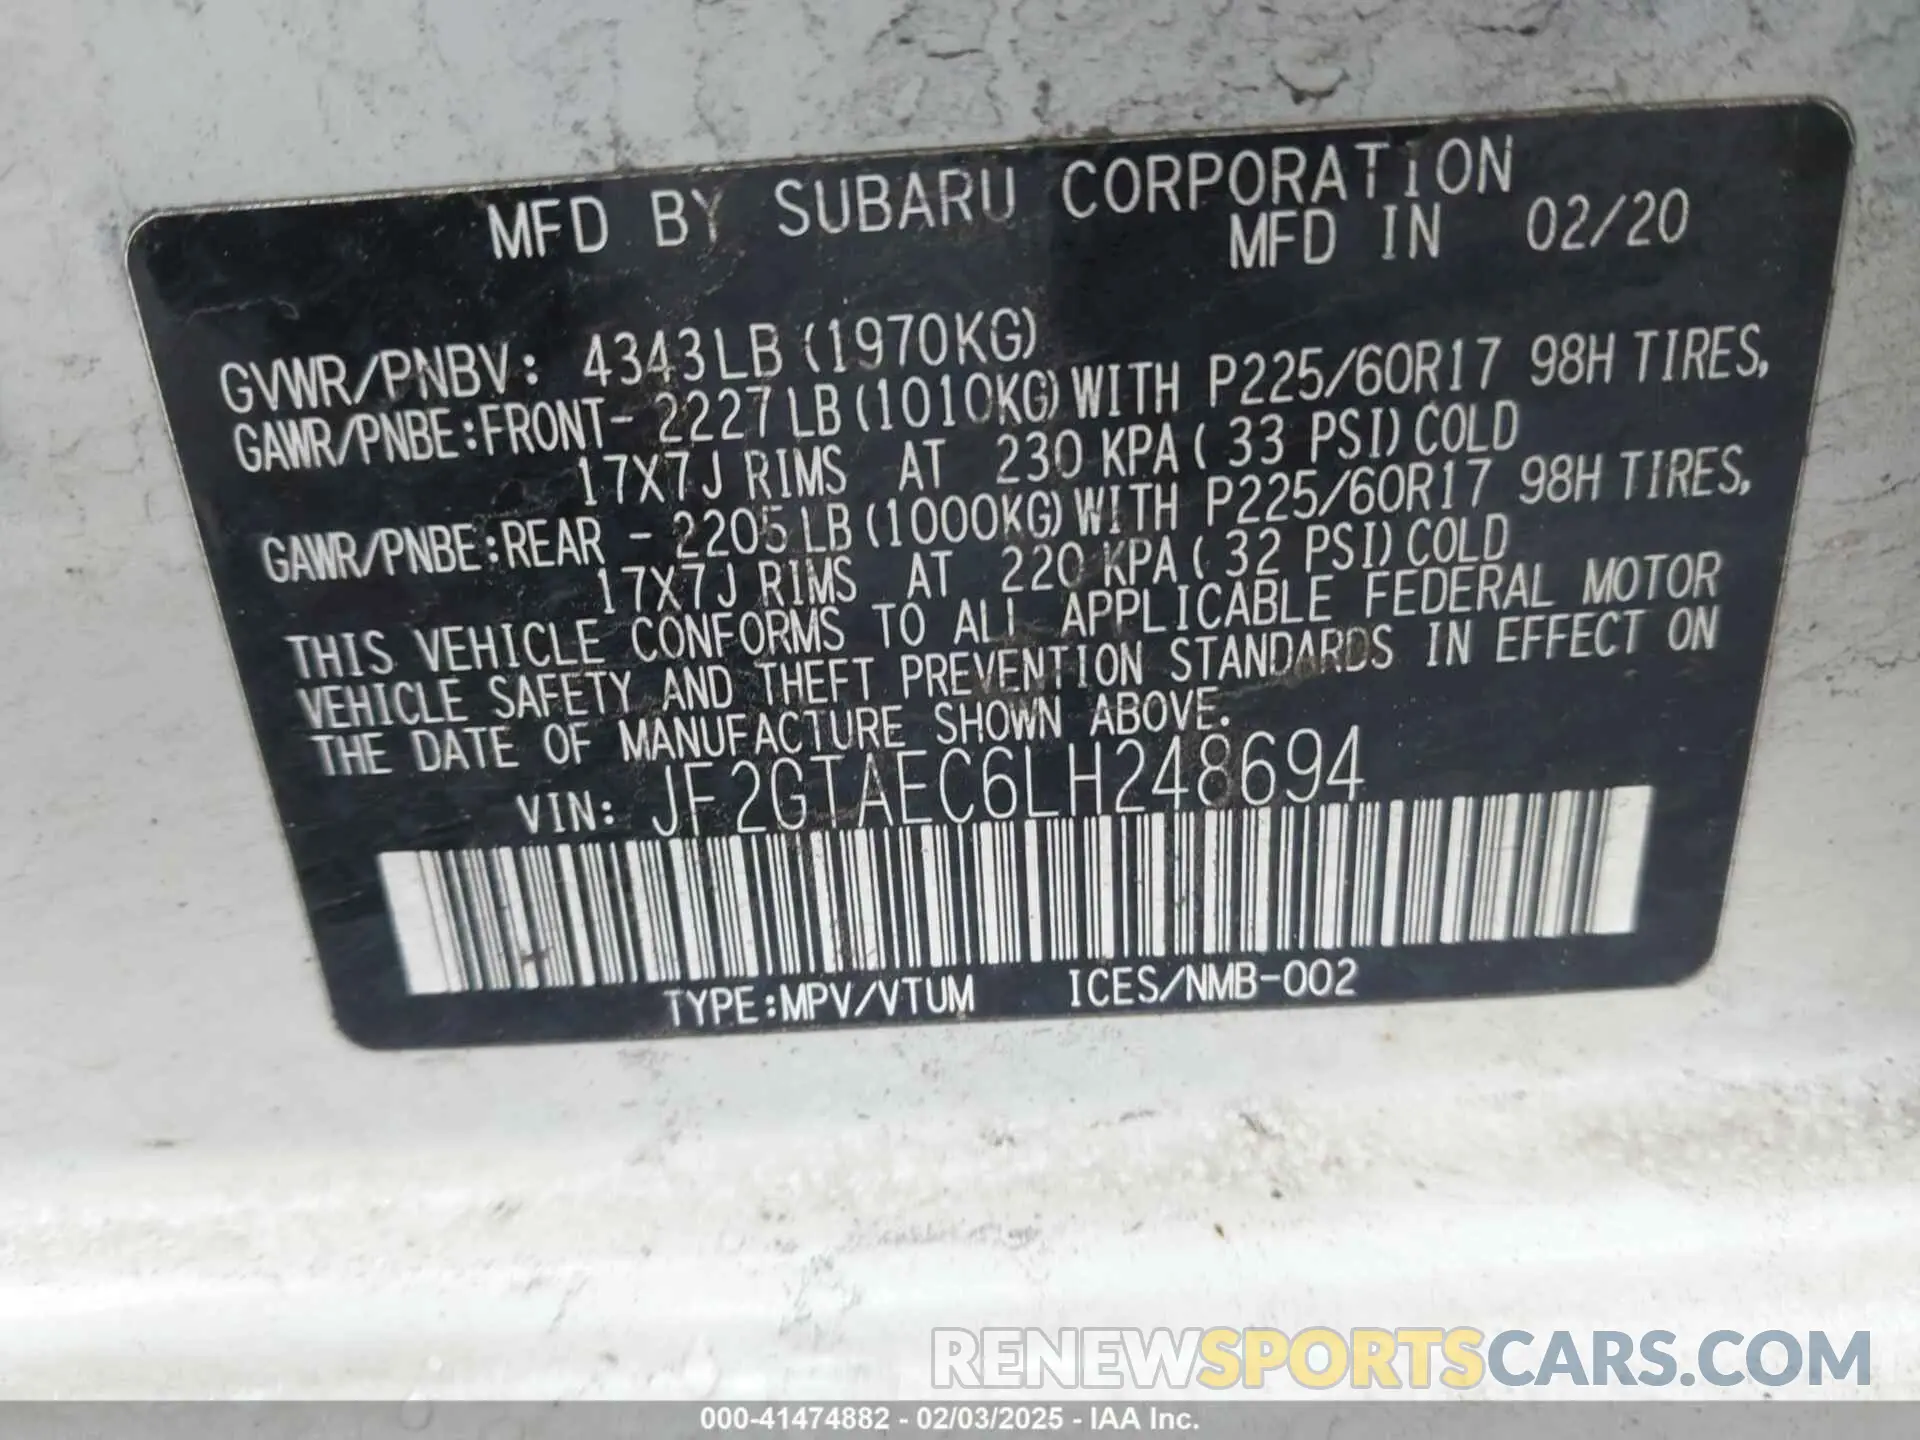 MFD BY SUBARU CORPORATION
MFD IN 02/20
GVWR/PNBV: 4343LB (1970KG)
GAWR/PNBE:FRONT- 2227LB (1010KG) WITH P225/60R17 98H TIRES,
17X7J RIMS AT 230 KPA ( 33 PSI) COLD
GAWR/PNBE:REAR - 2205LB (1000KG) WITH P225/60R17 98H TIRES,
17X7J RIMS AT 220 KPA ( 32 PSI) COLD
THIS VEHICLE CONFORMS TO ALL APPLICABLE FEDERAL MOTOR
VEHICLE SAFETY AND THEFT PREVENTION STANDARDS IN EFFECT ON
THE DATE OF MANUFACTURE SHOWN ABOVE.
VIN: JF2GTAEC6LH248694
TYPE:MPV/VTUM ICES/NMB-002
RENEWSPORTSCARS.COM
000-41474882 - 02/03/2025 - IAA Inc.